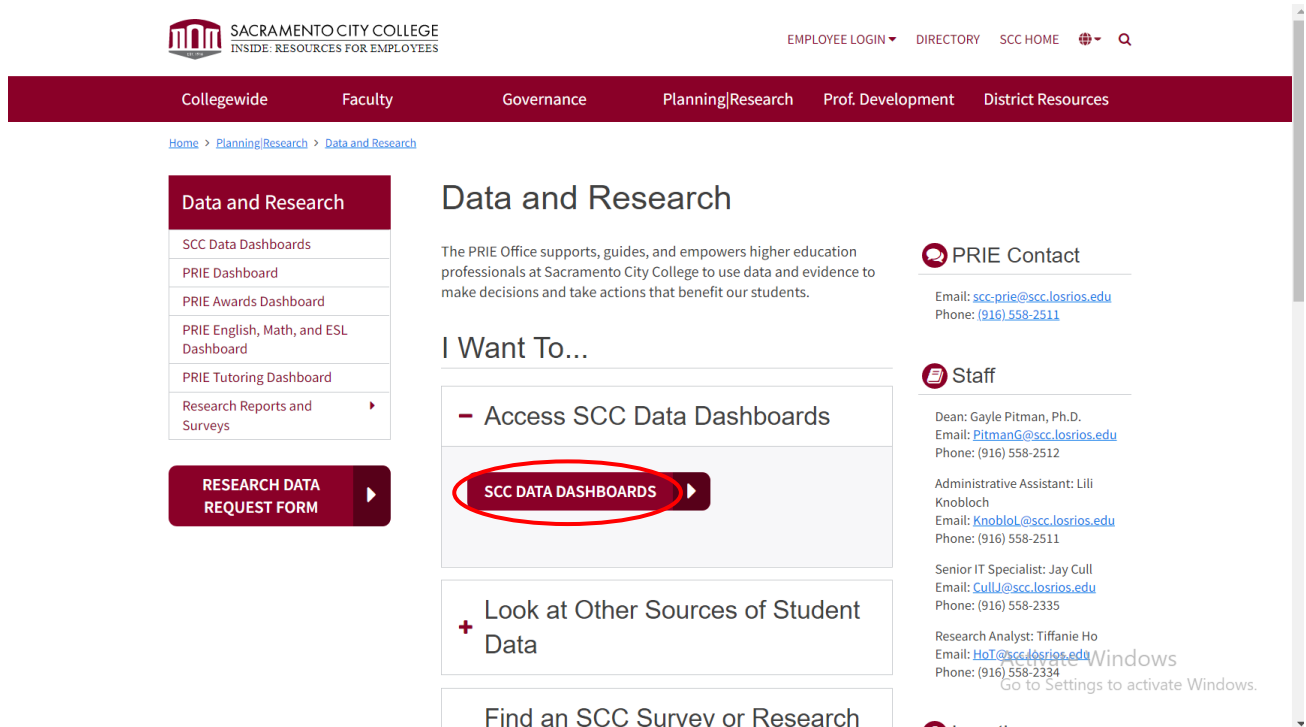 SACRAMENTO CITY COLLEGE
INSIDE: RESOURCES FOR EMPLOYEES
EMPLOYEE LOGIN DIRECTORY SCC HOME
Collegewide Faculty Governance Planning|Research Prof. Development District Resources
Home > Planning|Research > Data and Research
Data and Research
SCC Data Dashboards
PRIE Dashboard
PRIE Awards Dashboard
PRIE English, Math, and ESL
Dashboard
PRIE Tutoring Dashboard
Research Reports and
Surveys
RESEARCH DATA
REQUEST FORM
Data and Research
The PRIE Office supports, guides, and empowers higher education
professionals at Sacramento City College to use data and evidence to
make decisions and take actions that benefit our students.
I Want To...
Access SCC Data Dashboards
SCC DATA DASHBOARDS
Look at Other Sources of Student
Data
Find an SCC Survey or Research
PRIE Contact
Email: scc-prie@scc.losrios.edu
Phone: (916) 558-2511
Staff
Dean: Gayle Pitman, Ph.D.
Email: PitmanG@scc.losrios.edu
Phone: (916) 558-2512
Administrative Assistant: Lili
Knobloch
Email: KnobloL@scc.losrios.edu
Phone: (916) 558-2511
Senior IT Specialist: Jay Cull
Email: CullJ@scc.losrios.edu
Phone: (916) 558-2335
Research Analyst: Tiffanie Ho
Email: HoT@scc.losrios.edu
Phone: (916) 558-2334
Activate Windows
Go to Settings to activate Windows.